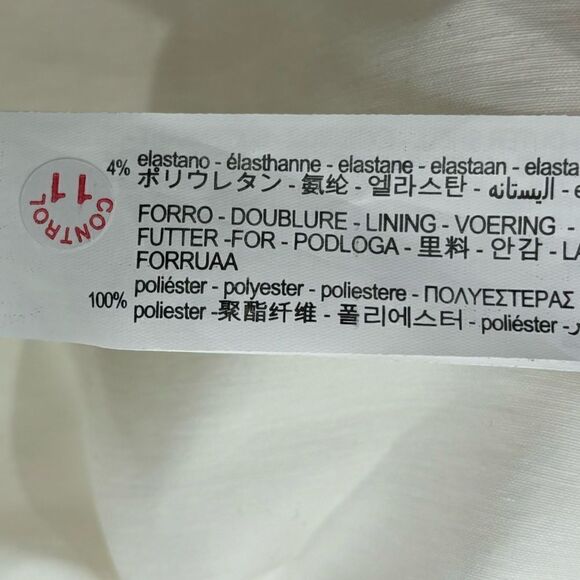 CONTROL 11
4% elastano - élasthanne - elastane - elastaan - elasta
ポリウレタン - 氨纶 - 엘라스탄 -
FORRO - DOUBLURE - LINING - VOERING -
FUTTER -FOR - PODLOGA - 里料 - 안감 - LA
FORRUAA
poliéster - polyester - poliestere - ΠΟΛΥΕΣΤΕΡΑΣ
100% poliester -聚酯纤维 - 폴리에스터 - poliéster -